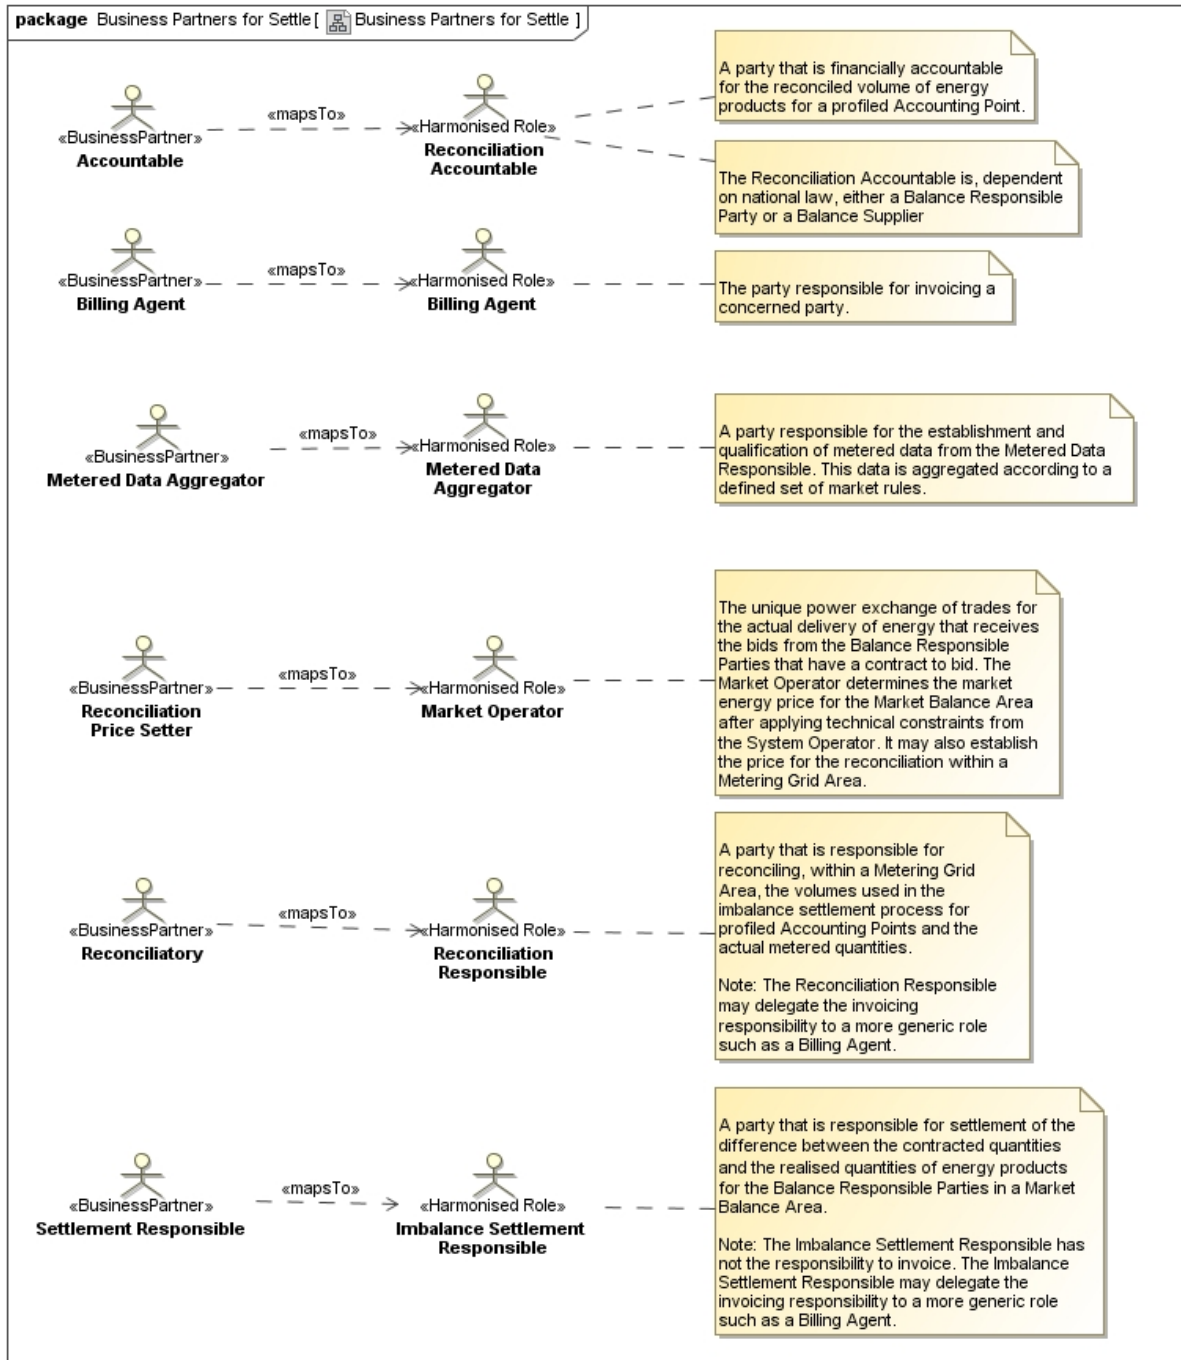 package Business Partners for Settle [ Business Partners for Settle ]
«BusinessPartner»
Accountable
«mapsTo»
«Harmonised Role»
Reconciliation
Accountable
A party that is financially accountable
for the reconciled volume of energy
products for a profiled Accounting Point.
The Reconciliation Accountable is, dependent
on national law, either a Balance Responsible
Party or a Balance Supplier
«BusinessPartner»
Billing Agent
«mapsTo»
«Harmonised Role»
Billing Agent
The party responsible for invoicing a
concerned party.
«BusinessPartner»
Metered Data Aggregator
«mapsTo»
«Harmonised Role»
Metered Data
Aggregator
A party responsible for the establishment and
qualification of metered data from the Metered Data
Responsible. This data is aggregated according to a
defined set of market rules.
«BusinessPartner»
Reconciliation
Price Setter
«mapsTo»
«Harmonised Role»
Market Operator
The unique power exchange of trades for
the actual delivery of energy that receives
the bids from the Balance Responsible
Parties that have a contract to bid. The
Market Operator determines the market
energy price for the Market Balance Area
after applying technical constraints from
the System Operator. It may also establish
the price for the reconciliation within a
Metering Grid Area.
«BusinessPartner»
Reconciliatory
«mapsTo»
«Harmonised Role»
Reconciliation
Responsible
A party that is responsible for
reconciling, within a Metering Grid
Area, the volumes used in the
imbalance settlement process for
profiled Accounting Points and the
actual metered quantities.
Note: The Reconciliation Responsible
may delegate the invoicing
responsibility to a more generic role
such as a Billing Agent.
«BusinessPartner»
Settlement Responsible
«mapsTo»
«Harmonised Role»
Imbalance Settlement
Responsible
A party that is responsible for settlement of the
difference between the contracted quantities
and the realised quantities of energy products
for the Balance Responsible Parties in a Market
Balance Area.
Note: The Imbalance Settlement Responsible has
not the responsibility to invoice. The Imbalance
Settlement Responsible may delegate the
invoicing responsibility to a more generic role
such as a Billing Agent.